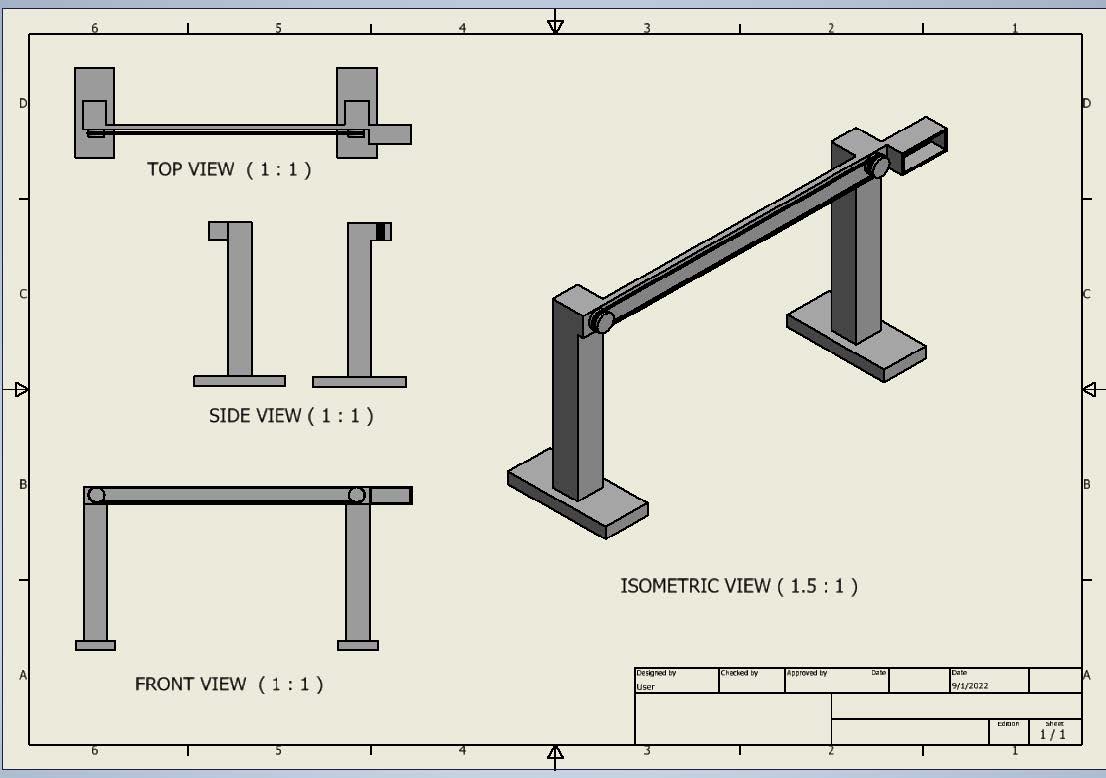 6 5 4 3 2 1
D D
TOP VIEW ( 1 : 1 )
C C
SIDE VIEW ( 1 : 1 )
B B
ISOMETRIC VIEW ( 1.5 : 1 )
FRONT VIEW ( 1 : 1 )
A A
Designed by Checked by Approved by Date Date
User 9/1/2022
Edition Sheet
1 / 1
6 5 4 3 2 1